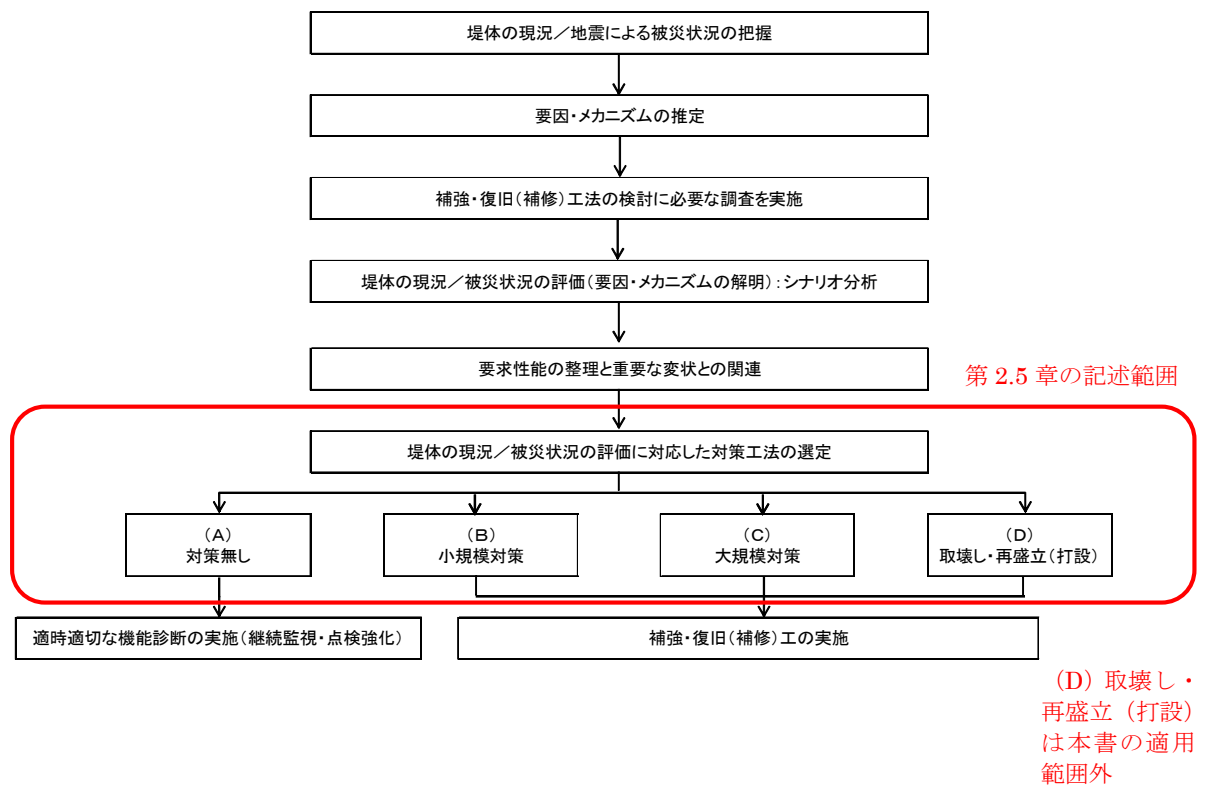 堤体の現況／地震による被災状況の把握
要因・メカニズムの推定
補強・復旧(補修)工法の検討に必要な調査を実施
堤体の現況／被災状況の評価(要因・メカニズムの解明)：シナリオ分析
要求性能の整理と重要な変状との関連
第 2.5 章の記述範囲
堤体の現況／被災状況の評価に対応した対策工法の選定
（A）
対策無し
（B）
小規模対策
（C）
大規模対策
（D）
取壊し・再盛立(打設)
適時適切な機能診断の実施(継続監視・点検強化)
補強・復旧(補修)工の実施
（D）取壊し・
再盛立（打設）
は本書の適用
範囲外